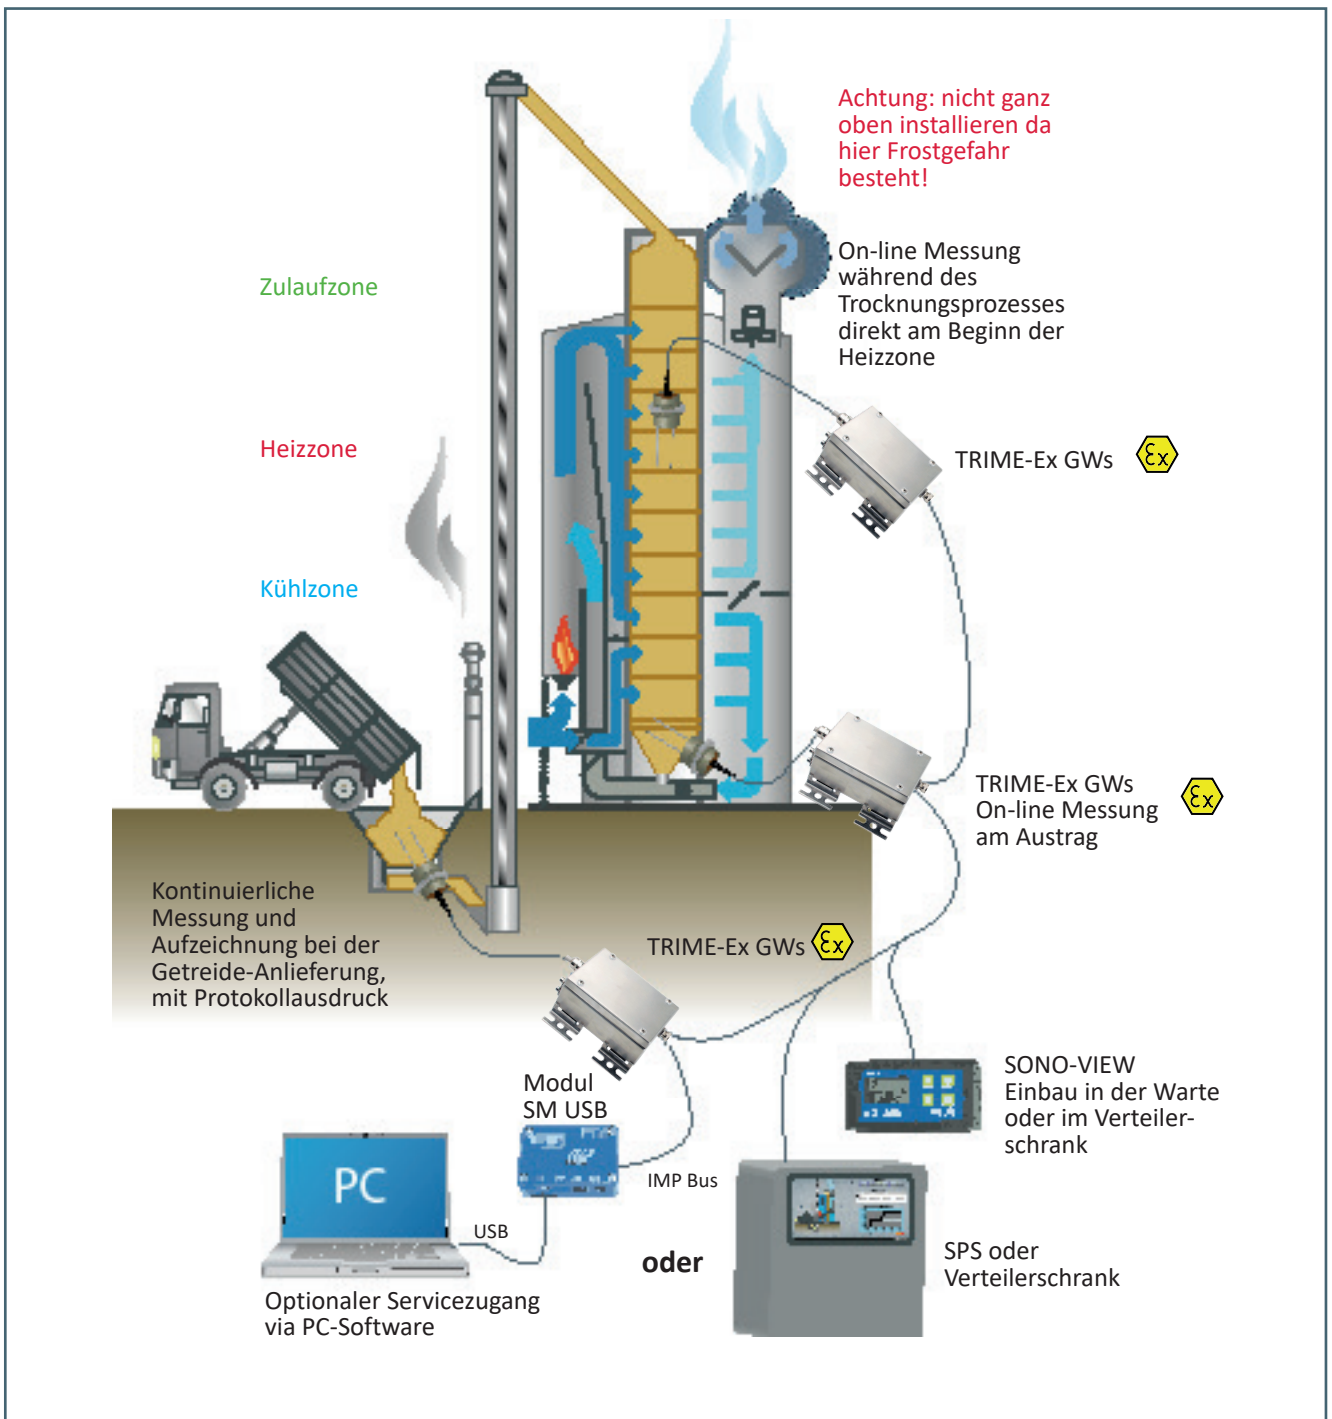 Achtung: nicht ganz
oben installieren da
hier Frostgefahr
besteht!
On-line Messung
während des
Trocknungsprozesses
direkt am Beginn der
Heizzone
Zulaufzone
Heizzone
TRIME-Ex GWs
εx
Kühlzone
TRIME-Ex GWs
On-line Messung
am Austrag
εx
Kontinuierliche
Messung und
Aufzeichnung bei der
Getreide-Anlieferung,
mit Protokollausdruck
TRIME-Ex GWs
εx
SONO-VIEW
Einbau in der Warte
oder im Verteiler-
schrank
Modul
SM USB
IMP Bus
PC
USB
oder
SPS oder
Verteilerschrank
Optionaler Servicezugang
via PC-Software